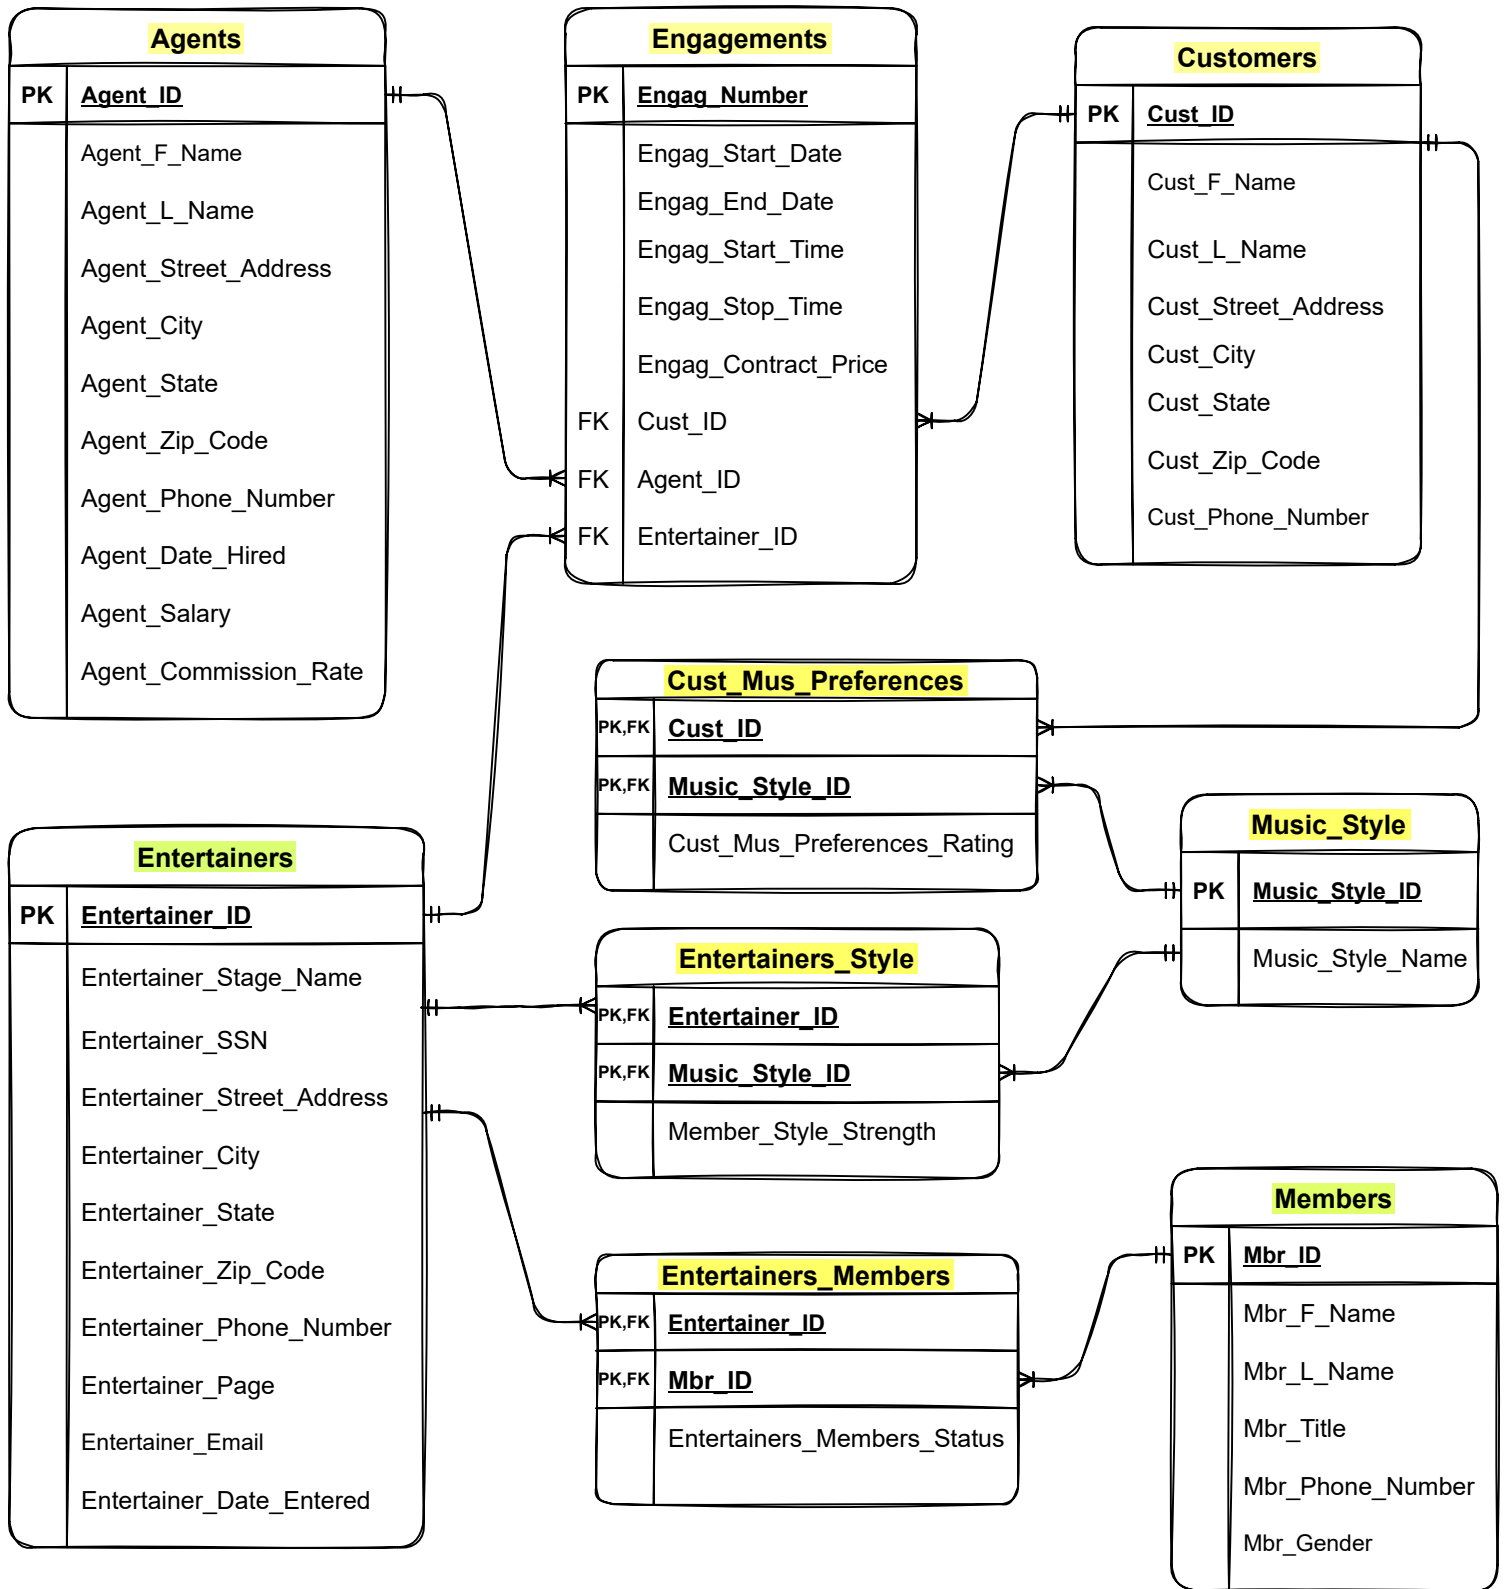 Agents
PK Agent_ID
Agent_F_Name
Agent_L_Name
Agent_Street_Address
Agent_City
Agent_State
Agent_Zip_Code
Agent_Phone_Number
Agent_Date_Hired
Agent_Salary
Agent_Commission_Rate
Engagements
PK Engag_Number
Engag_Start_Date
Engag_End_Date
Engag_Start_Time
Engag_Stop_Time
Engag_Contract_Price
FK Cust_ID
FK Agent_ID
FK Entertainer_ID
Customers
PK Cust_ID
Cust_F_Name
Cust_L_Name
Cust_Street_Address
Cust_City
Cust_State
Cust_Zip_Code
Cust_Phone_Number
Cust_Mus_Preferences
PK,FK Cust_ID
PK,FK Music_Style_ID
Cust_Mus_Preferences_Rating
Music_Style
PK Music_Style_ID
Music_Style_Name
Entertainers
PK Entertainer_ID
Entertainer_Stage_Name
Entertainer_SSN
Entertainer_Street_Address
Entertainer_City
Entertainer_State
Entertainer_Zip_Code
Entertainer_Phone_Number
Entertainer_Page
Entertainer_Email
Entertainer_Date_Entered
Entertainers_Style
PK,FK Entertainer_ID
PK,FK Music_Style_ID
Member_Style_Strength
Entertainers_Members
PK,FK Entertainer_ID
PK,FK Mbr_ID
Entertainers_Members_Status
Members
PK Mbr_ID
Mbr_F_Name
Mbr_L_Name
Mbr_Title
Mbr_Phone_Number
Mbr_Gender